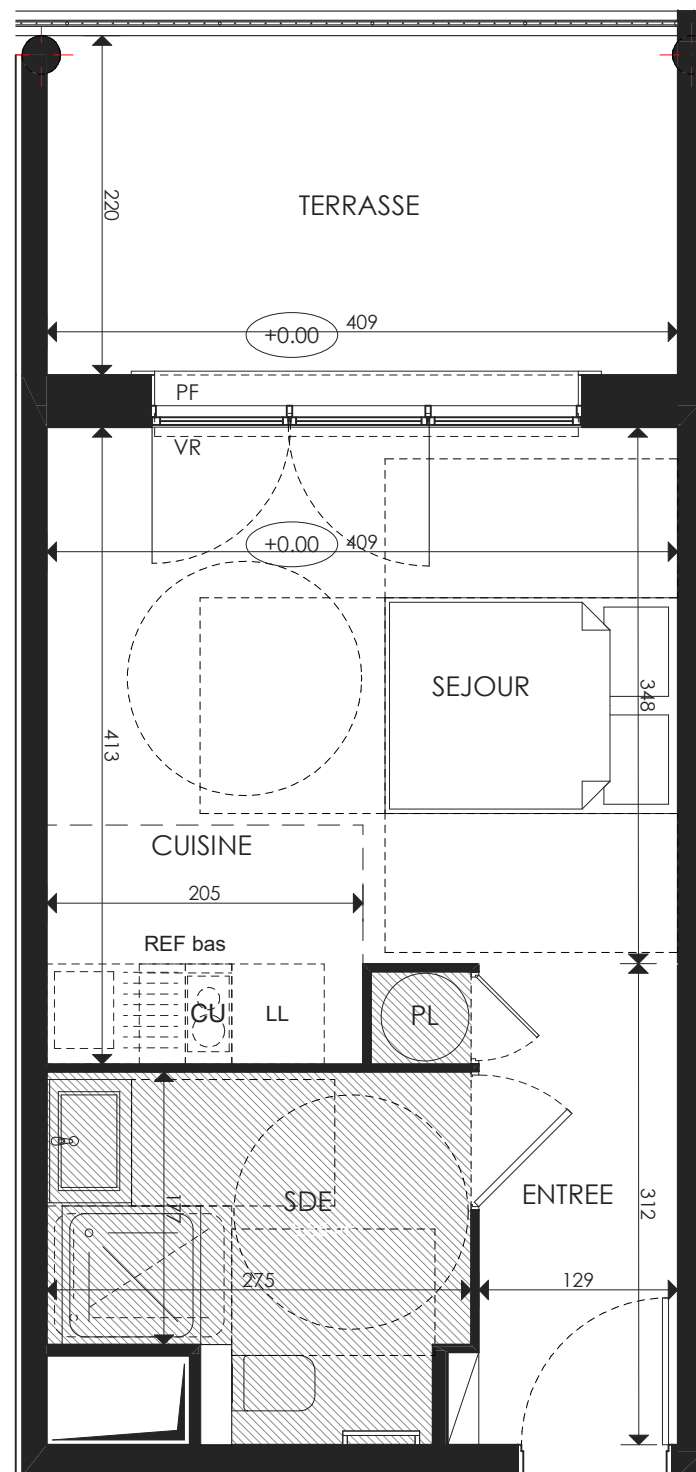 220
TERRASSE
+0.00
409
PF
VR
+0.00
409
SEJOUR
348
413
CUISINE
205
REF bas
CU
LL
PL
SDE
177
ENTREE
312
275
129